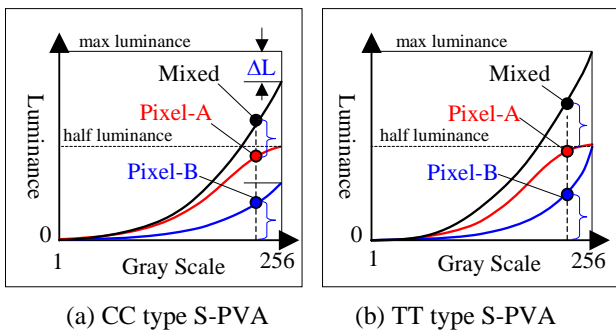 max luminance
ΔL
Mixed
Pixel-A
half luminance
Pixel-B
Luminance
0
1
Gray Scale
256
(a) CC type S-PVA
max luminance
Mixed
Pixel-A
half luminance
Pixel-B
Luminance
0
1
Gray Scale
256
(b) TT type S-PVA